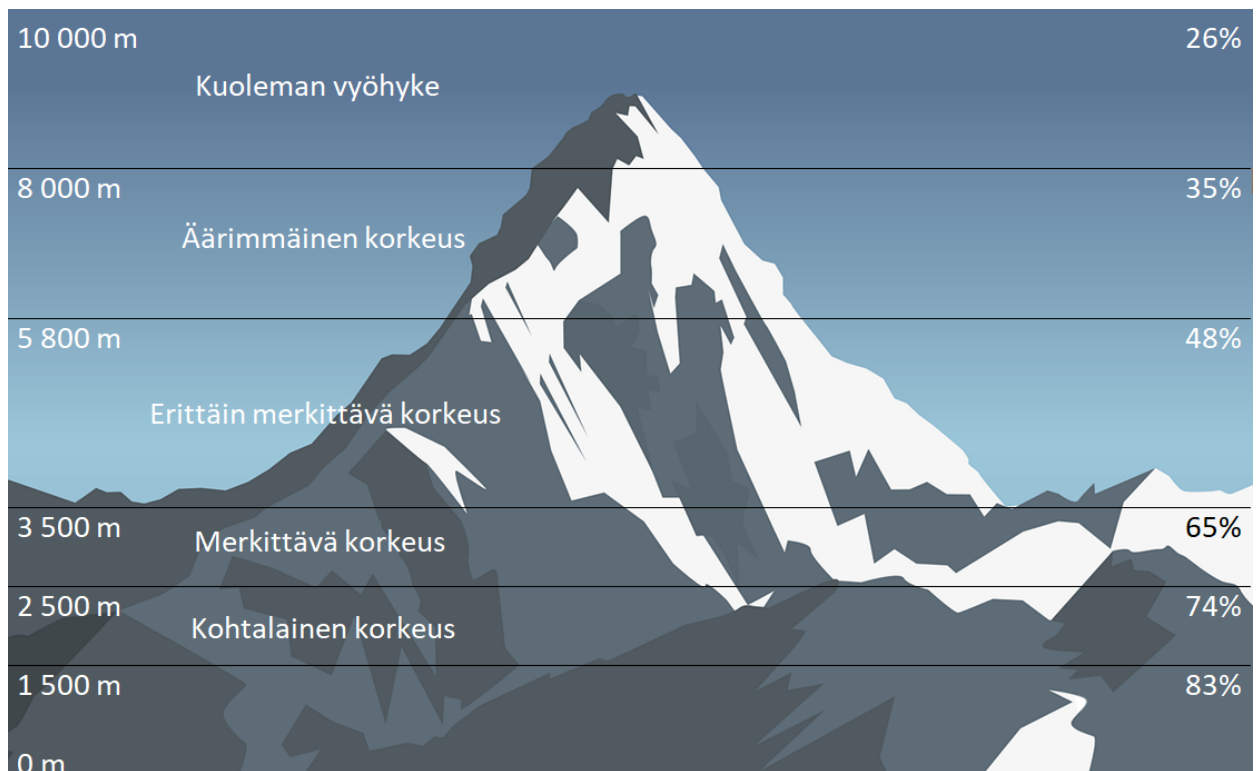 10 000 m
26%
Kuoleman vyöhyke
8 000 m
35%
Äärimmäinen korkeus
5 800 m
48%
Erittäin merkittävä korkeus
3 500 m
65%
Merkittävä korkeus
2 500 m
74%
Kohtalainen korkeus
1 500 m
83%
0 m